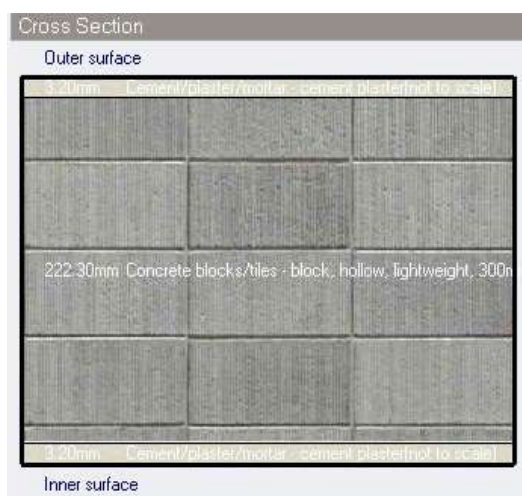 Cross Section
Outer surface
3.20mm Cement/plaster/mortar - cement plaster(not to scale)
222.30mm Concrete blocks/tiles - block, hollow, lightweight, 300m
3.20mm Cement/plaster/mortar - cement plaster(not to scale)
Inner surface